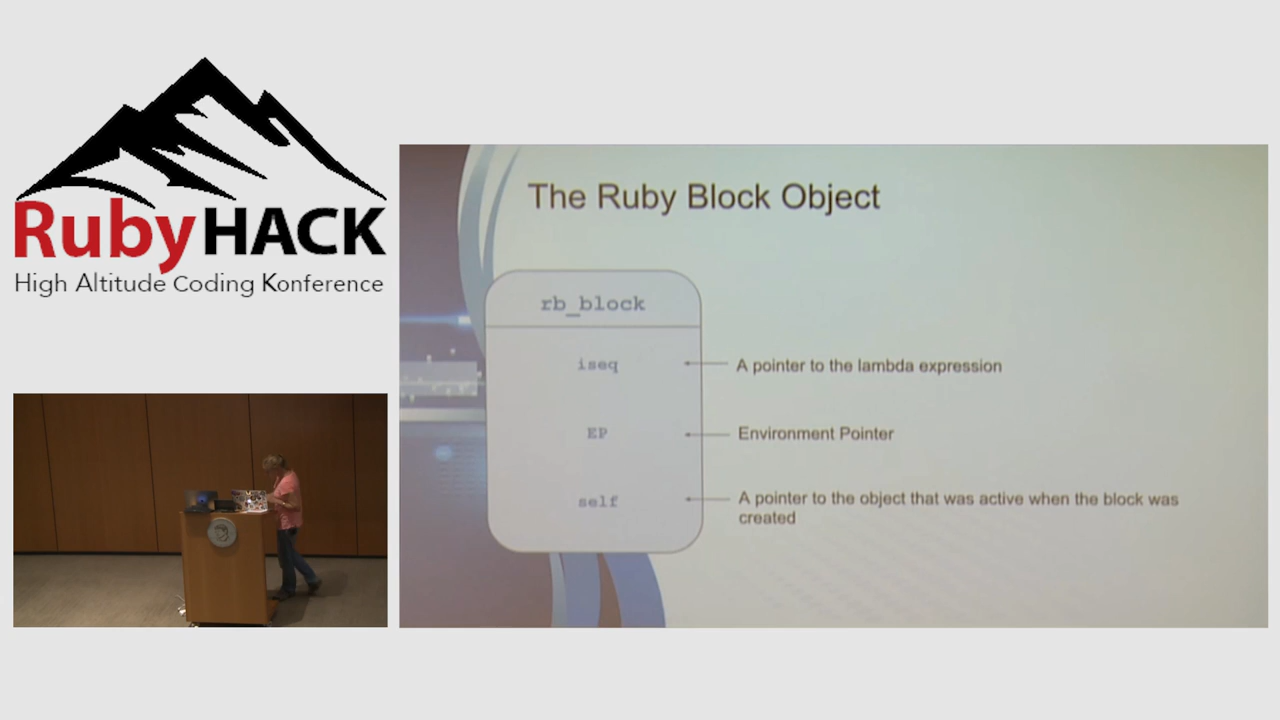 RubyHACK
High Altitude Coding Konference
The Ruby Block Object
rb_block
iseq
A pointer to the lambda expression
EP
Environment Pointer
self
A pointer to the object that was active when the block was
created